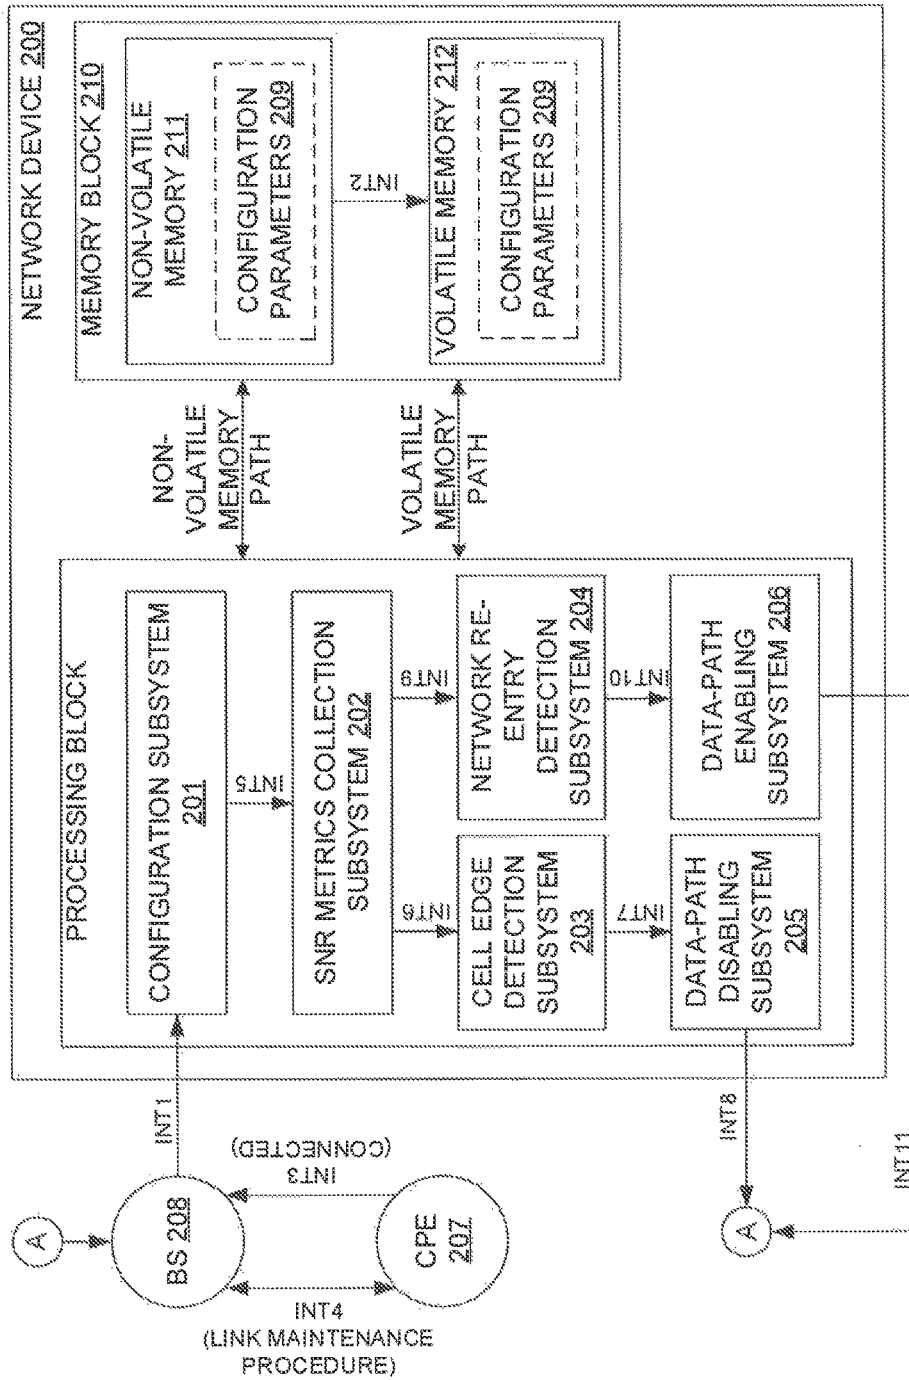 NETWORK DEVICE 200
MEMORY BLOCK 210
NON-VOLATILE
MEMORY 211
CONFIGURATION
PARAMETERS 209
INT2
VOLATILE MEMORY 212
CONFIGURATION
PARAMETERS 209
NON-
VOLATILE
MEMORY
PATH
VOLATILE
MEMORY
PATH
PROCESSING BLOCK
CONFIGURATION SUBSYSTEM
201
INT5
SNR METRICS COLLECTION
SUBSYSTEM 202
INT6
INT9
CELL EDGE
DETECTION
SUBSYSTEM
203
NETWORK RE-
ENTRY
DETECTION
SUBSYSTEM 204
INT7
INT10
DATA-PATH
DISABLING
SUBSYSTEM
205
DATA-PATH
ENABLING
SUBSYSTEM 206
INT1
A
BS 208
INT3
(CONNECTED)
CPE
207
INT4
(LINK MAINTENANCE
PROCEDURE)
INT8
A
INT11